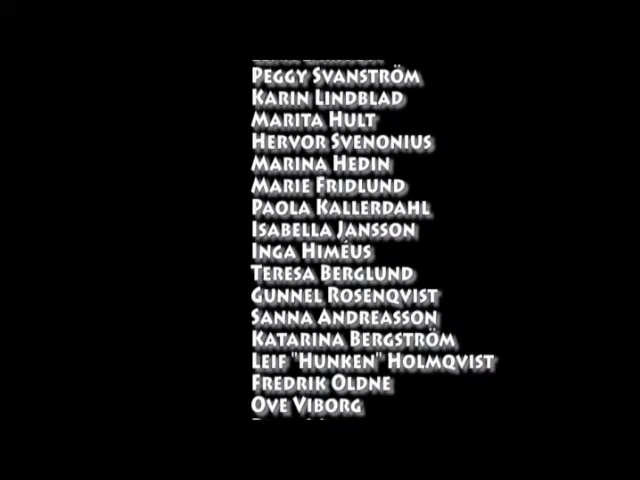 PEGGY SVANSTRÖM
KARIN LINDBLAD
MARITA HULT
HERVOR SVENONIUS
MARINA HEDIN
MARIE FRIDLUND
PAOLA KALLERDAHL
ISABELLA JANSSON
INGA HIMÉUS
TERESA BERGLUND
GUNNEL ROSENQVIST
SANNA ANDREASSON
KATARINA BERGSTRÖM
LEIF "HUNKEN" HOLMQVIST
FREDRIK OLDNE
OVE VIBORG